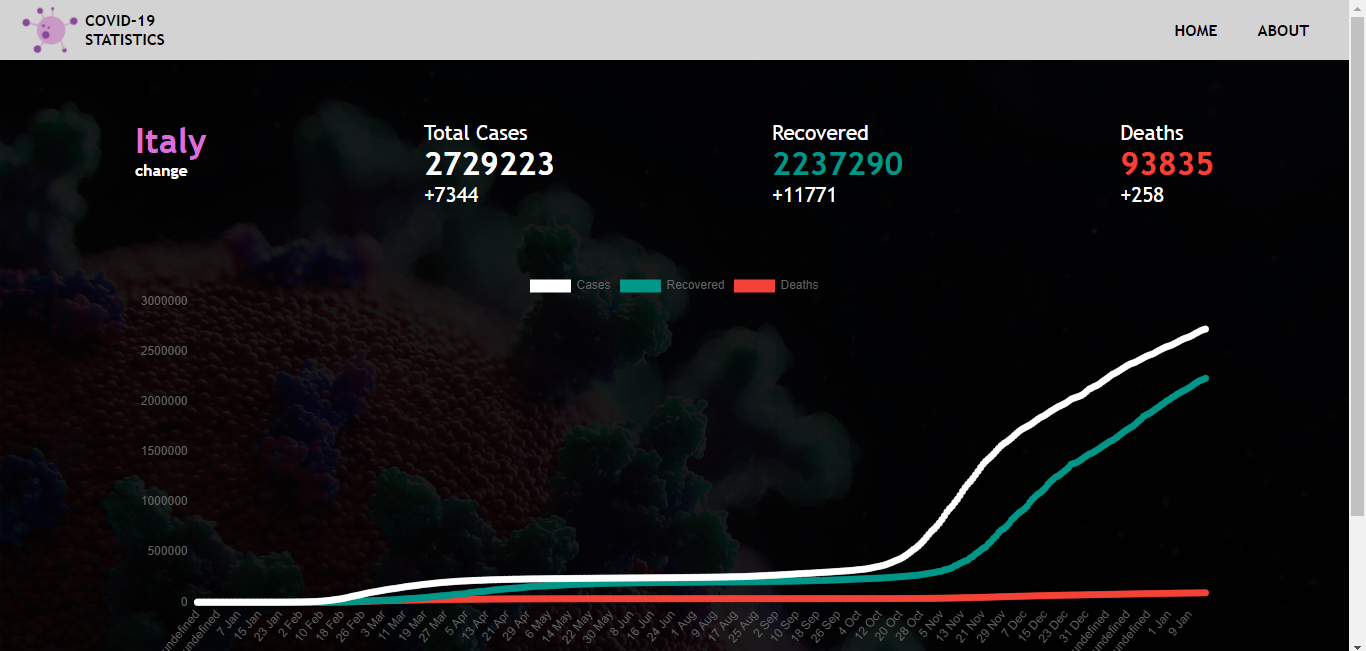 COVID-19
STATISTICS
HOME
ABOUT
Italy
change
Total Cases
2729223
+7344
Recovered
2237290
+11771
Deaths
93835
+258
Cases
Recovered
Deaths
3000000
2500000
2000000
1500000
1000000
500000
0
undefined
undefined
7 Jan
15 Jan
23 Jan
2 Feb
10 Feb
18 Feb
26 Feb
3 Mar
11 Mar
19 Mar
27 Mar
5 Apr
13 Apr
21 Apr
29 Apr
6 May
14 May
22 May
30 May
8 Jun
16 Jun
24 Jun
1 Aug
9 Aug
17 Aug
25 Aug
2 Sep
10 Sep
18 Sep
26 Sep
4 Oct
12 Oct
20 Oct
28 Oct
5 Nov
13 Nov
21 Nov
29 Nov
7 Dec
15 Dec
23 Dec
31 Dec
undefined
undefined
undefined
1 Jan
9 Jan